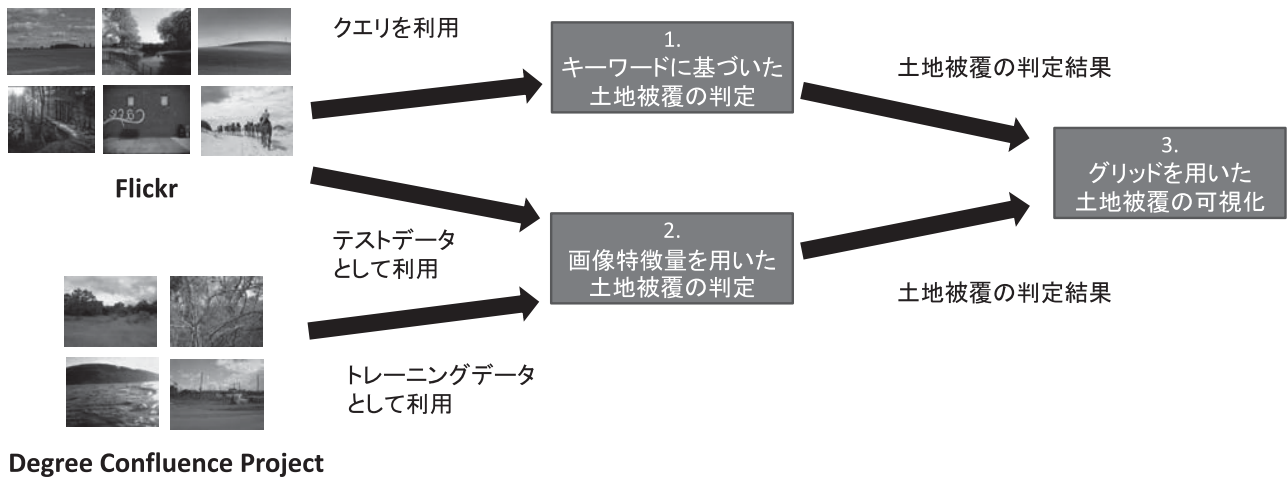 クエリを利用
1.
キーワードに基づいた
土地被覆の判定
土地被覆の判定結果
Flickr
テストデータ
として利用
2.
画像特徴量を用いた
土地被覆の判定
3.
グリッドを用いた
土地被覆の可視化
土地被覆の判定結果
トレーニングデータ
として利用
Degree Confluence Project